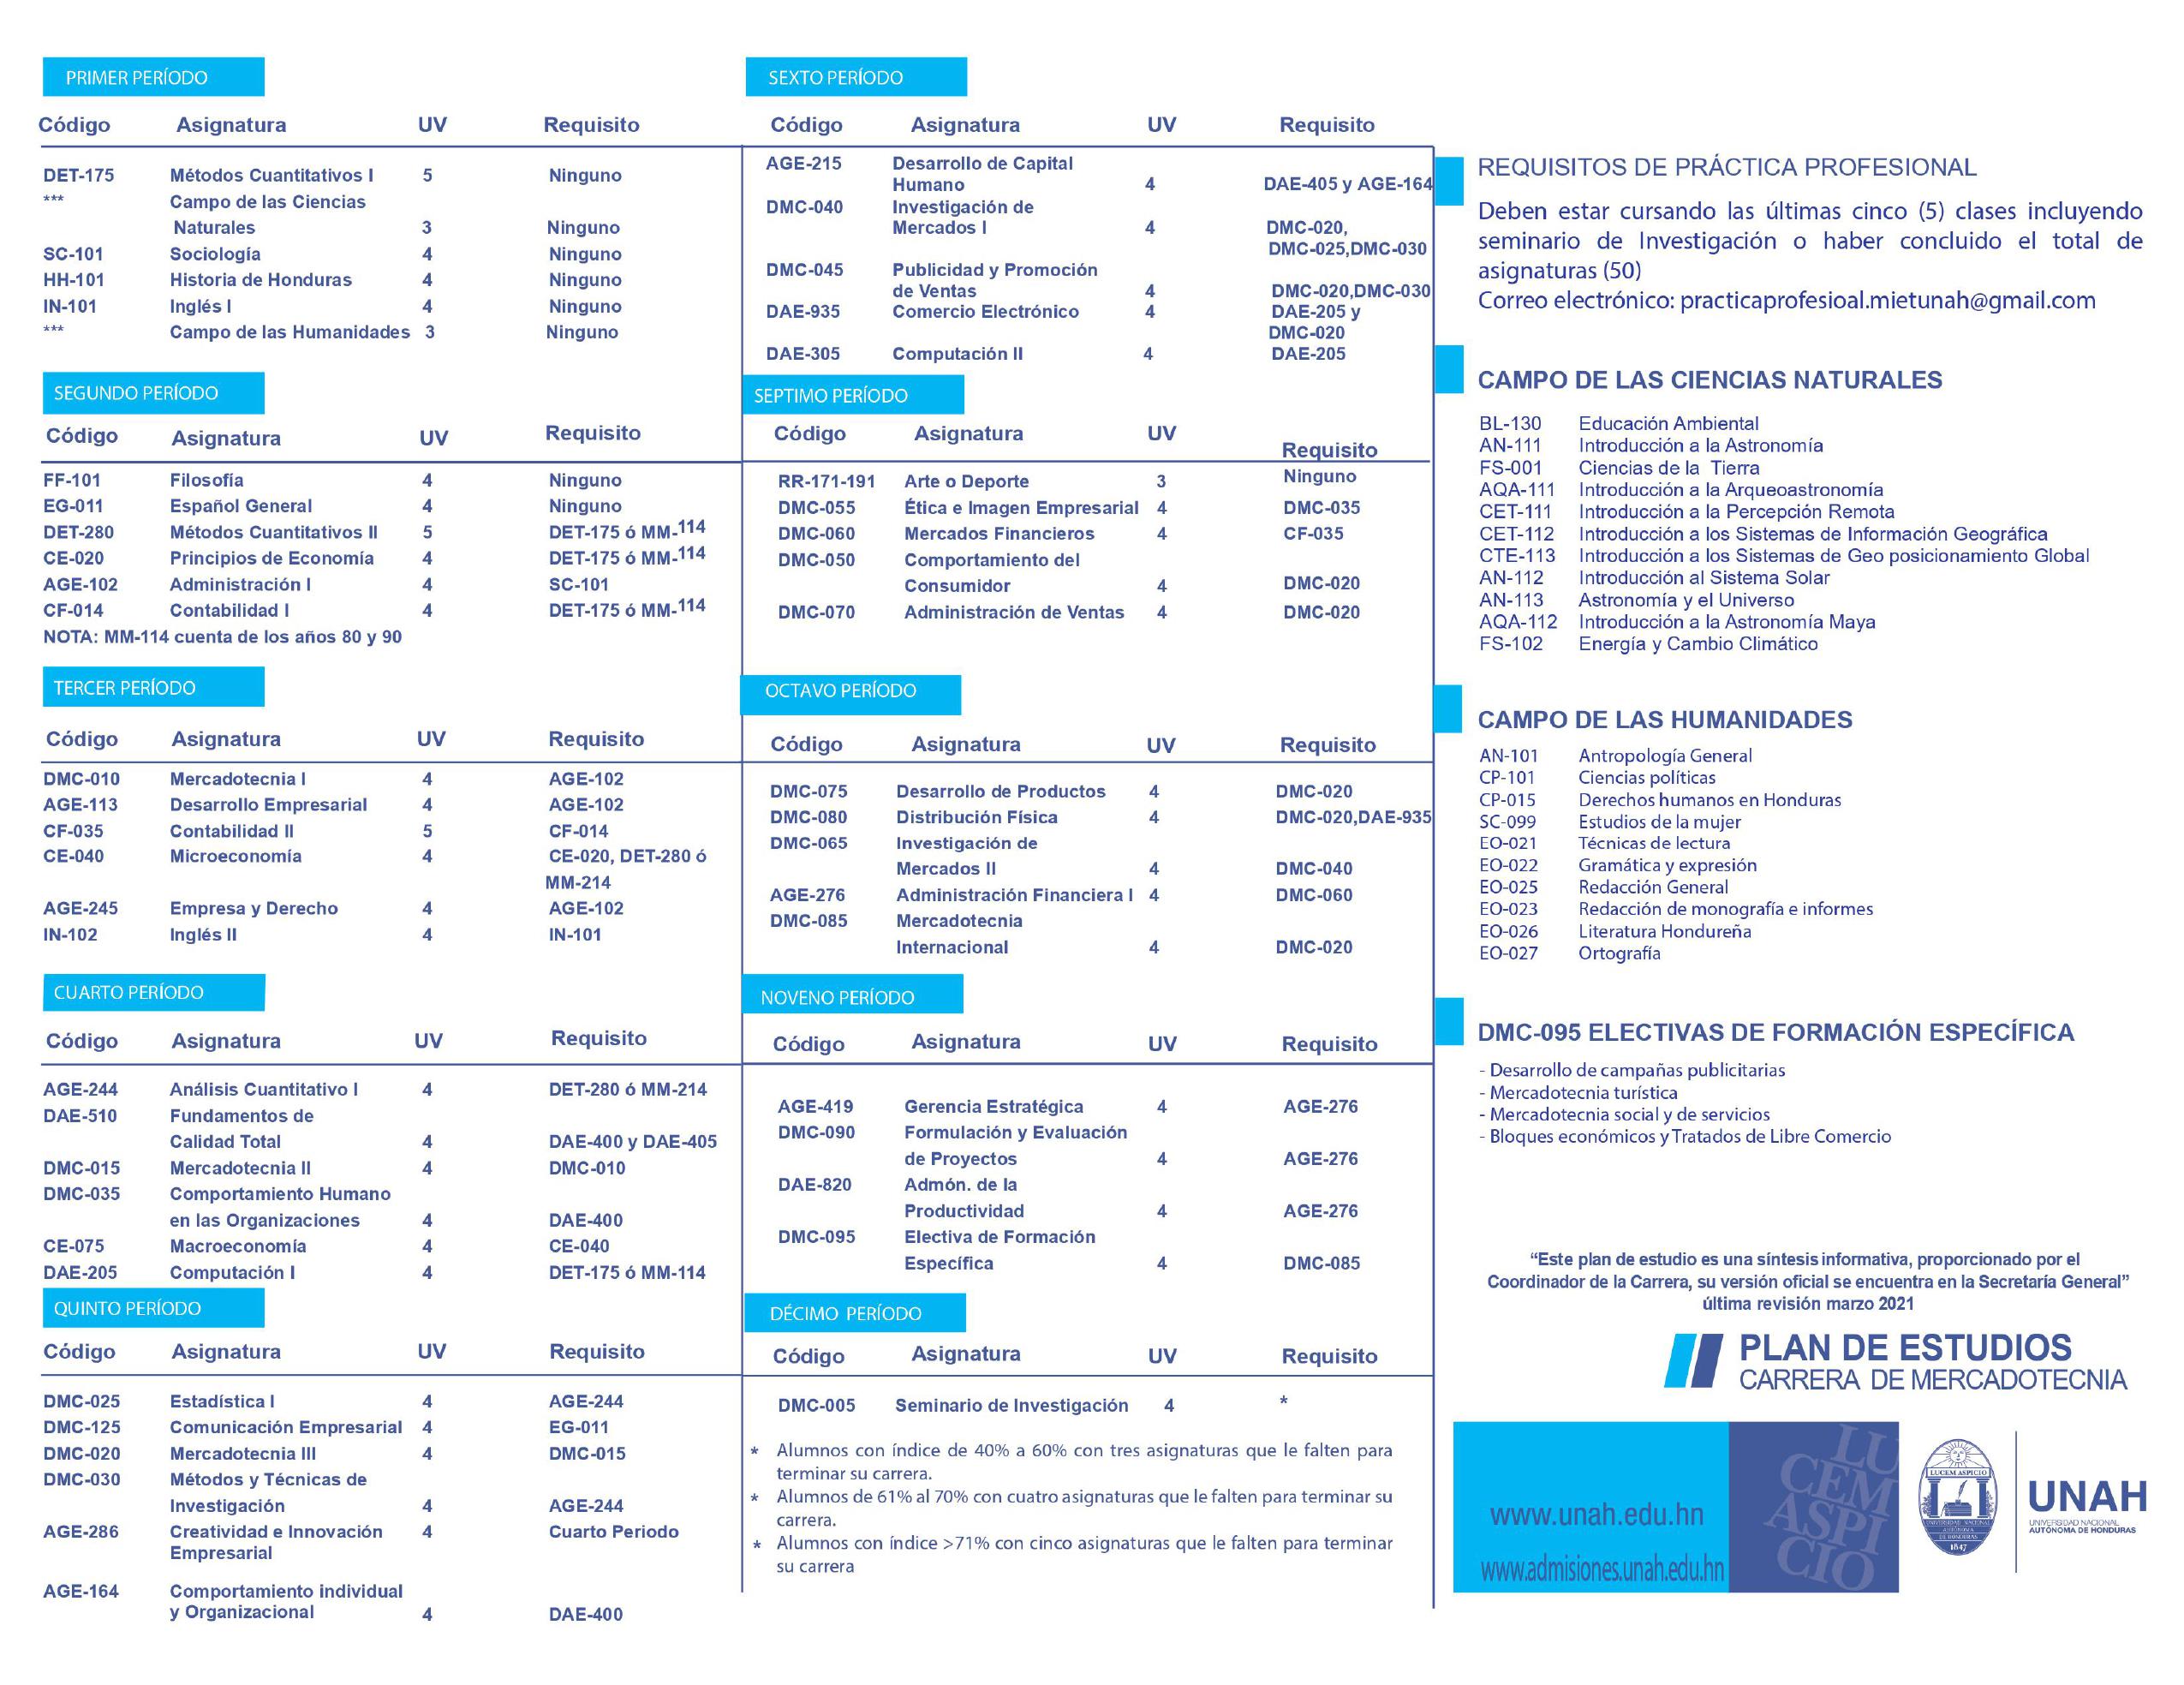 PRIMER PERÍODO
Código Asignatura UV Requisito
DET-175 Métodos Cuantitativos I 5 Ninguno
*** Campo de las Ciencias
Naturales 3 Ninguno
SC-101 Sociología 4 Ninguno
HH-101 Historia de Honduras 4 Ninguno
IN-101 Inglés I 4 Ninguno
*** Campo de las Humanidades 3 Ninguno
SEGUNDO PERÍODO
Código Asignatura UV Requisito
FF-101 Filosofía 4 Ninguno
EG-011 Español General 4 Ninguno
DET-280 Métodos Cuantitativos II 5 DET-175 ó MM-114
CE-020 Principios de Economía 4 DET-175 ó MM-114
AGE-102 Administración I 4 SC-101
CF-014 Contabilidad I 4 DET-175 ó MM-114
NOTA: MM-114 cuenta de los años 80 y 90
TERCER PERÍODO
Código Asignatura UV Requisito
DMC-010 Mercadotecnia I 4 AGE-102
AGE-113 Desarrollo Empresarial 4 AGE-102
CF-035 Contabilidad II 5 CF-014
CE-040 Microeconomía 4 CE-020, DET-280 ó
MM-214
AGE-245 Empresa y Derecho 4 AGE-102
IN-102 Inglés II 4 IN-101
CUARTO PERÍODO
Código Asignatura UV Requisito
AGE-244 Análisis Cuantitativo I 4 DET-280 ó MM-214
DAE-510 Fundamentos de
Calidad Total 4 DAE-400 y DAE-405
DMC-015 Mercadotecnia II 4 DMC-010
DMC-035 Comportamiento Humano
en las Organizaciones 4 DAE-400
CE-075 Macroeconomía 4 CE-040
DAE-205 Computación I 4 DET-175 ó MM-114
QUINTO PERÍODO
Código Asignatura UV Requisito
DMC-025 Estadística I 4 AGE-244
DMC-125 Comunicación Empresarial 4 EG-011
DMC-020 Mercadotecnia III 4 DMC-015
DMC-030 Métodos y Técnicas de
Investigación 4 AGE-244
AGE-286 Creatividad e Innovación 4 Cuarto Periodo
Empresarial
AGE-164 Comportamiento individual
y Organizacional 4 DAE-400
SEXTO PERÍODO
Código Asignatura UV Requisito
AGE-215 Desarrollo de Capital
Humano 4 DAE-405 y AGE-164
DMC-040 Investigación de
Mercados I 4 DMC-020,
DMC-025,DMC-030
DMC-045 Publicidad y Promoción
de Ventas 4 DMC-020,DMC-030
DAE-935 Comercio Electrónico 4 DAE-205 y
DMC-020
DAE-305 Computación II 4 DAE-205
SEPTIMO PERÍODO
Código Asignatura UV Requisito
RR-171-191 Arte o Deporte 3 Ninguno
DMC-055 Ética e Imagen Empresarial 4 DMC-035
DMC-060 Mercados Financieros 4 CF-035
DMC-050 Comportamiento del
Consumidor 4 DMC-020
DMC-070 Administración de Ventas 4 DMC-020
OCTAVO PERÍODO
Código Asignatura UV Requisito
DMC-075 Desarrollo de Productos 4 DMC-020
DMC-080 Distribución Física 4 DMC-020,DAE-935
DMC-065 Investigación de
Mercados II 4 DMC-040
AGE-276 Administración Financiera I 4 DMC-060
DMC-085 Mercadotecnia
Internacional 4 DMC-020
NOVENO PERÍODO
Código Asignatura UV Requisito
AGE-419 Gerencia Estratégica 4 AGE-276
DMC-090 Formulación y Evaluación
de Proyectos 4 AGE-276
DAE-820 Admón. de la
Productividad 4 AGE-276
DMC-095 Electiva de Formación
Específica 4 DMC-085
DÉCIMO PERÍODO
Código Asignatura UV Requisito
DMC-005 Seminario de Investigación 4 *
* Alumnos con índice de 40% a 60% con tres asignaturas que le falten para
terminar su carrera.
* Alumnos de 61% al 70% con cuatro asignaturas que le falten para terminar su
carrera.
* Alumnos con índice >71% con cinco asignaturas que le falten para terminar
su carrera
REQUISITOS DE PRÁCTICA PROFESIONAL
Deben estar cursando las últimas cinco (5) clases incluyendo
seminario de Investigación o haber concluido el total de
asignaturas (50)
Correo electrónico: practicaprofesioal.mietunah@gmail.com
CAMPO DE LAS CIENCIAS NATURALES
BL-130 Educación Ambiental
AN-111 Introducción a la Astronomía
FS-001 Ciencias de la Tierra
AQA-111 Introducción a la Arqueoastronomía
CET-111 Introducción a la Percepción Remota
CET-112 Introducción a los Sistemas de Información Geográfica
CTE-113 Introducción a los Sistemas de Geo posicionamiento Global
AN-112 Introducción al Sistema Solar
AN-113 Astronomía y el Universo
AQA-112 Introducción a la Astronomía Maya
FS-102 Energía y Cambio Climático
CAMPO DE LAS HUMANIDADES
AN-101 Antropología General
CP-101 Ciencias políticas
CP-015 Derechos humanos en Honduras
SC-099 Estudios de la mujer
EO-021 Técnicas de lectura
EO-022 Gramática y expresión
EO-025 Redacción General
EO-023 Redacción de monografía e informes
EO-026 Literatura Hondureña
EO-027 Ortografía
DMC-095 ELECTIVAS DE FORMACIÓN ESPECÍFICA
- Desarrollo de campañas publicitarias
- Mercadotecnia turística
- Mercadotecnia social y de servicios
- Bloques económicos y Tratados de Libre Comercio
“Este plan de estudio es una síntesis informativa, proporcionado por el
Coordinador de la Carrera, su versión oficial se encuentra en la Secretaría General”
última revisión marzo 2021
PLAN DE ESTUDIOS
CARRERA DE MERCADOTECNIA
www.unah.edu.hn
www.admisiones.unah.edu.hn
LU
CEM
ASPI
CIO
LUCEM ASPICIO
UNIVERSIDAD NACIONAL
AUTÓNOMA
DE HONDURAS
1847
UNAH
UNIVERSIDAD NACIONAL
AUTÓNOMA DE HONDURAS